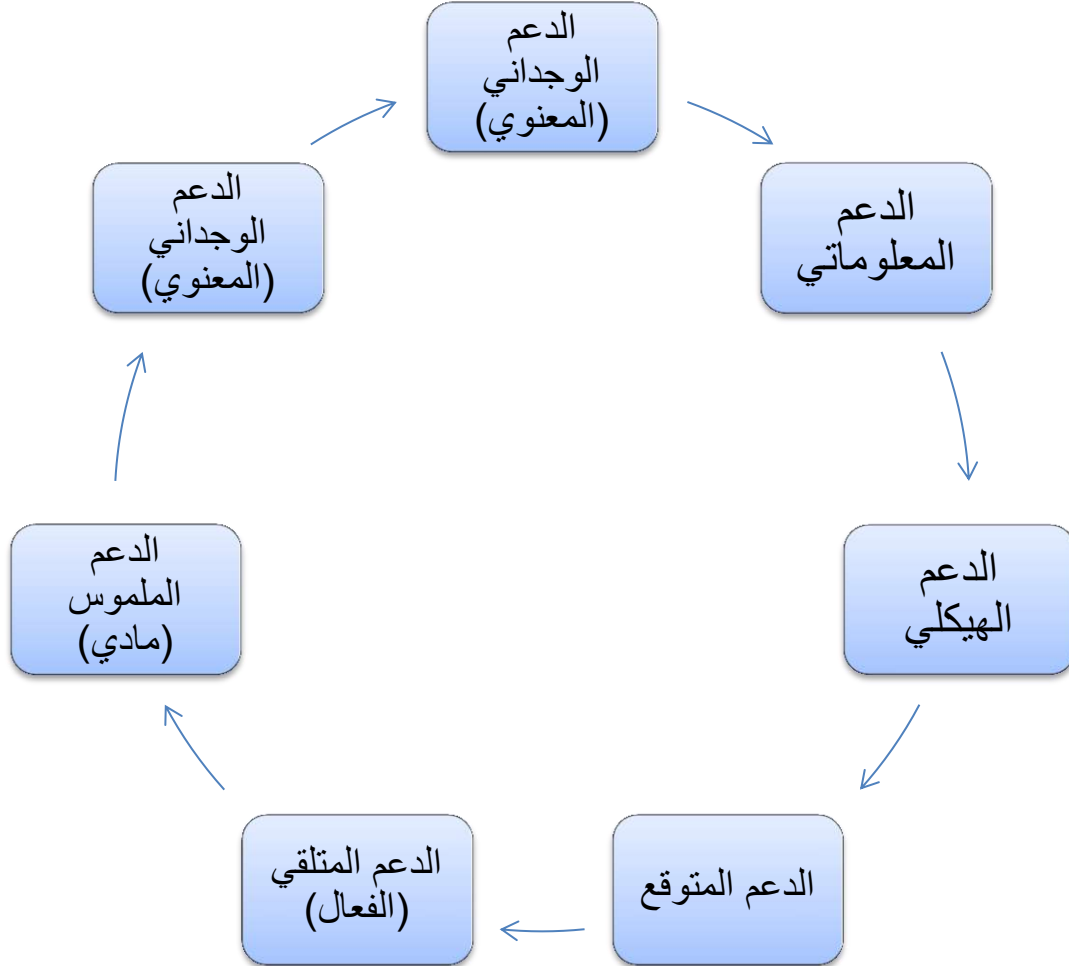 الدعم
الوجداني
(المعنوي)
الدعم
المعلوماتي
الدعم
الهيكلي
الدعم المتوقع
الدعم المتلقي
(الفعال)
الدعم
الملموس
(مادي)
الدعم
الوجداني
(المعنوي)